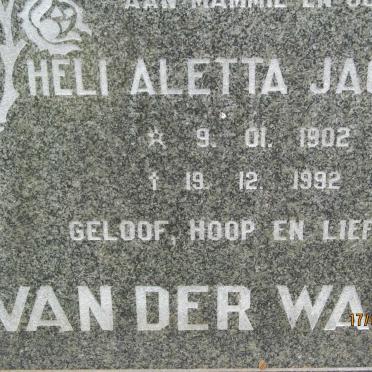 AAN MAMMIE EN
HELI ALETTA JA
☆ 9. 01. 1902
† 19. 12. 1992
GELOOF, HOOP EN LIEF
VAN DER WA
17/